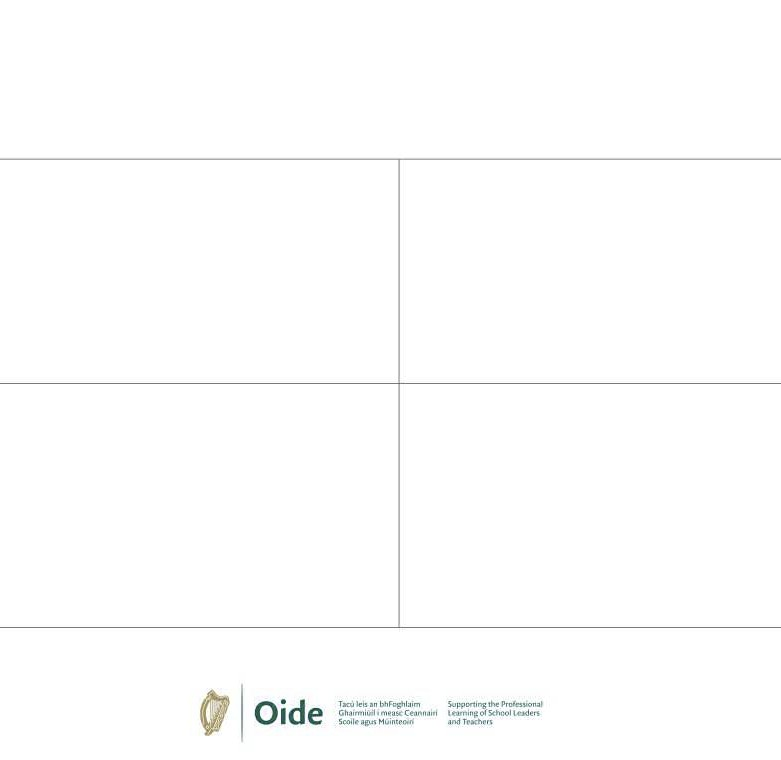 Oide
Tacú leis an bhFoghlaim
Ghairmiúil i measc Ceannairí
Scoile agus Múinteoirí
Supporting the Professional
Learning of School Leaders
and Teachers